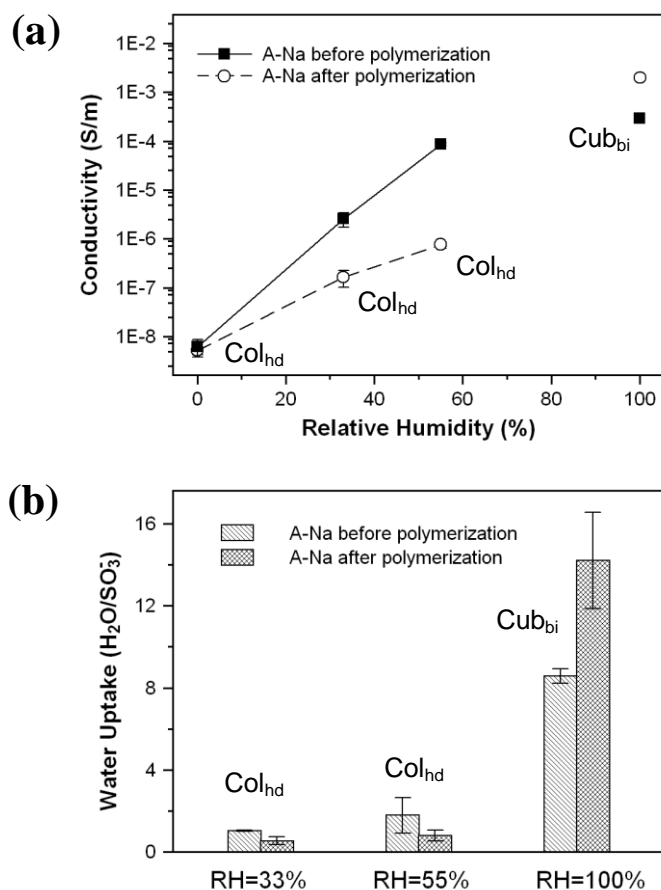 (a)
A-Na before polymerization
A-Na after polymerization
1E-2
1E-3
1E-4
1E-5
1E-6
1E-7
1E-8
Conductivity (S/m)
Cub_bi
Col_hd
Col_hd
Col_hd
0 20 40 60 80 100
Relative Humidity (%)
(b)
A-Na before polymerization
A-Na after polymerization
16
12
8
4
0
Water Uptake (H₂O/SO₃⁻)
Cub_bi
Col_hd
Col_hd
RH=33% RH=55% RH=100%